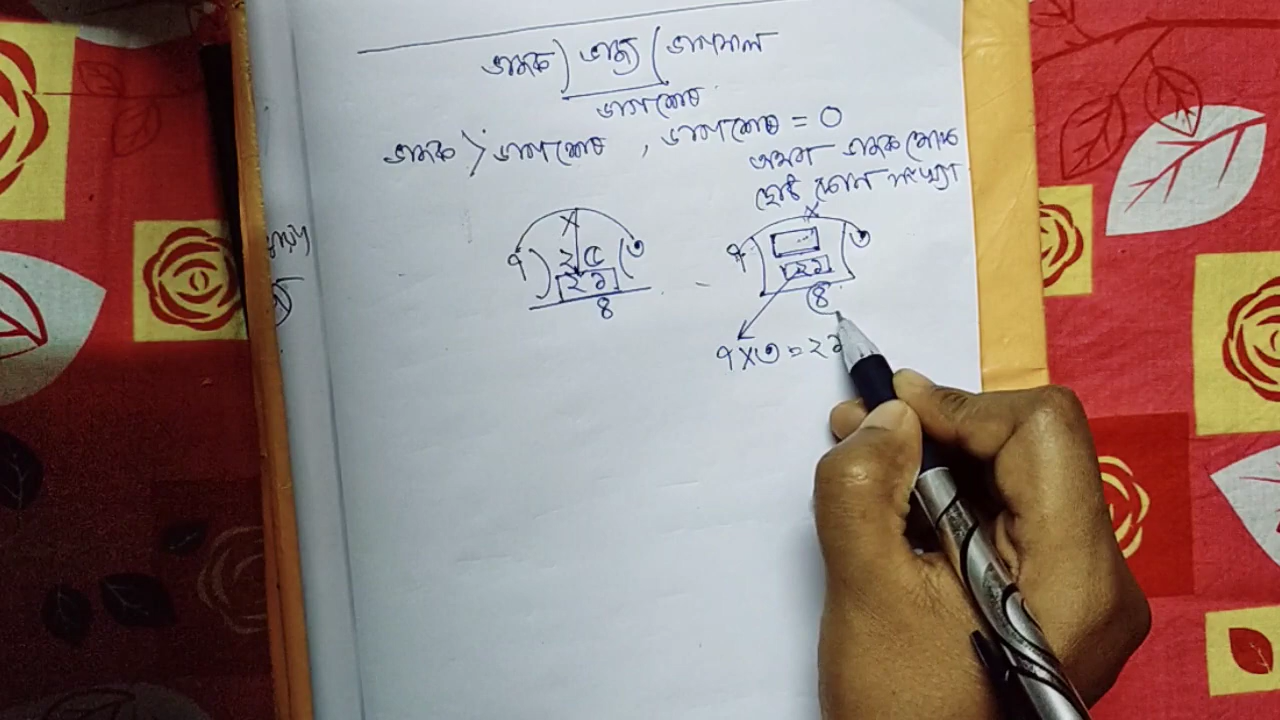 ভাজক) ভাজ্য (ভাগফল
ভাগশেষ
ভাজক > ভাগশেষ, ভাগশেষ = 0
অথবা ভাজক থেকে
ছোট কোন সংখ্যা
×
৭) ২৫ (৩
২১
৪
×
৭ ... ৩
২১
৪
৭×৩ = ২১